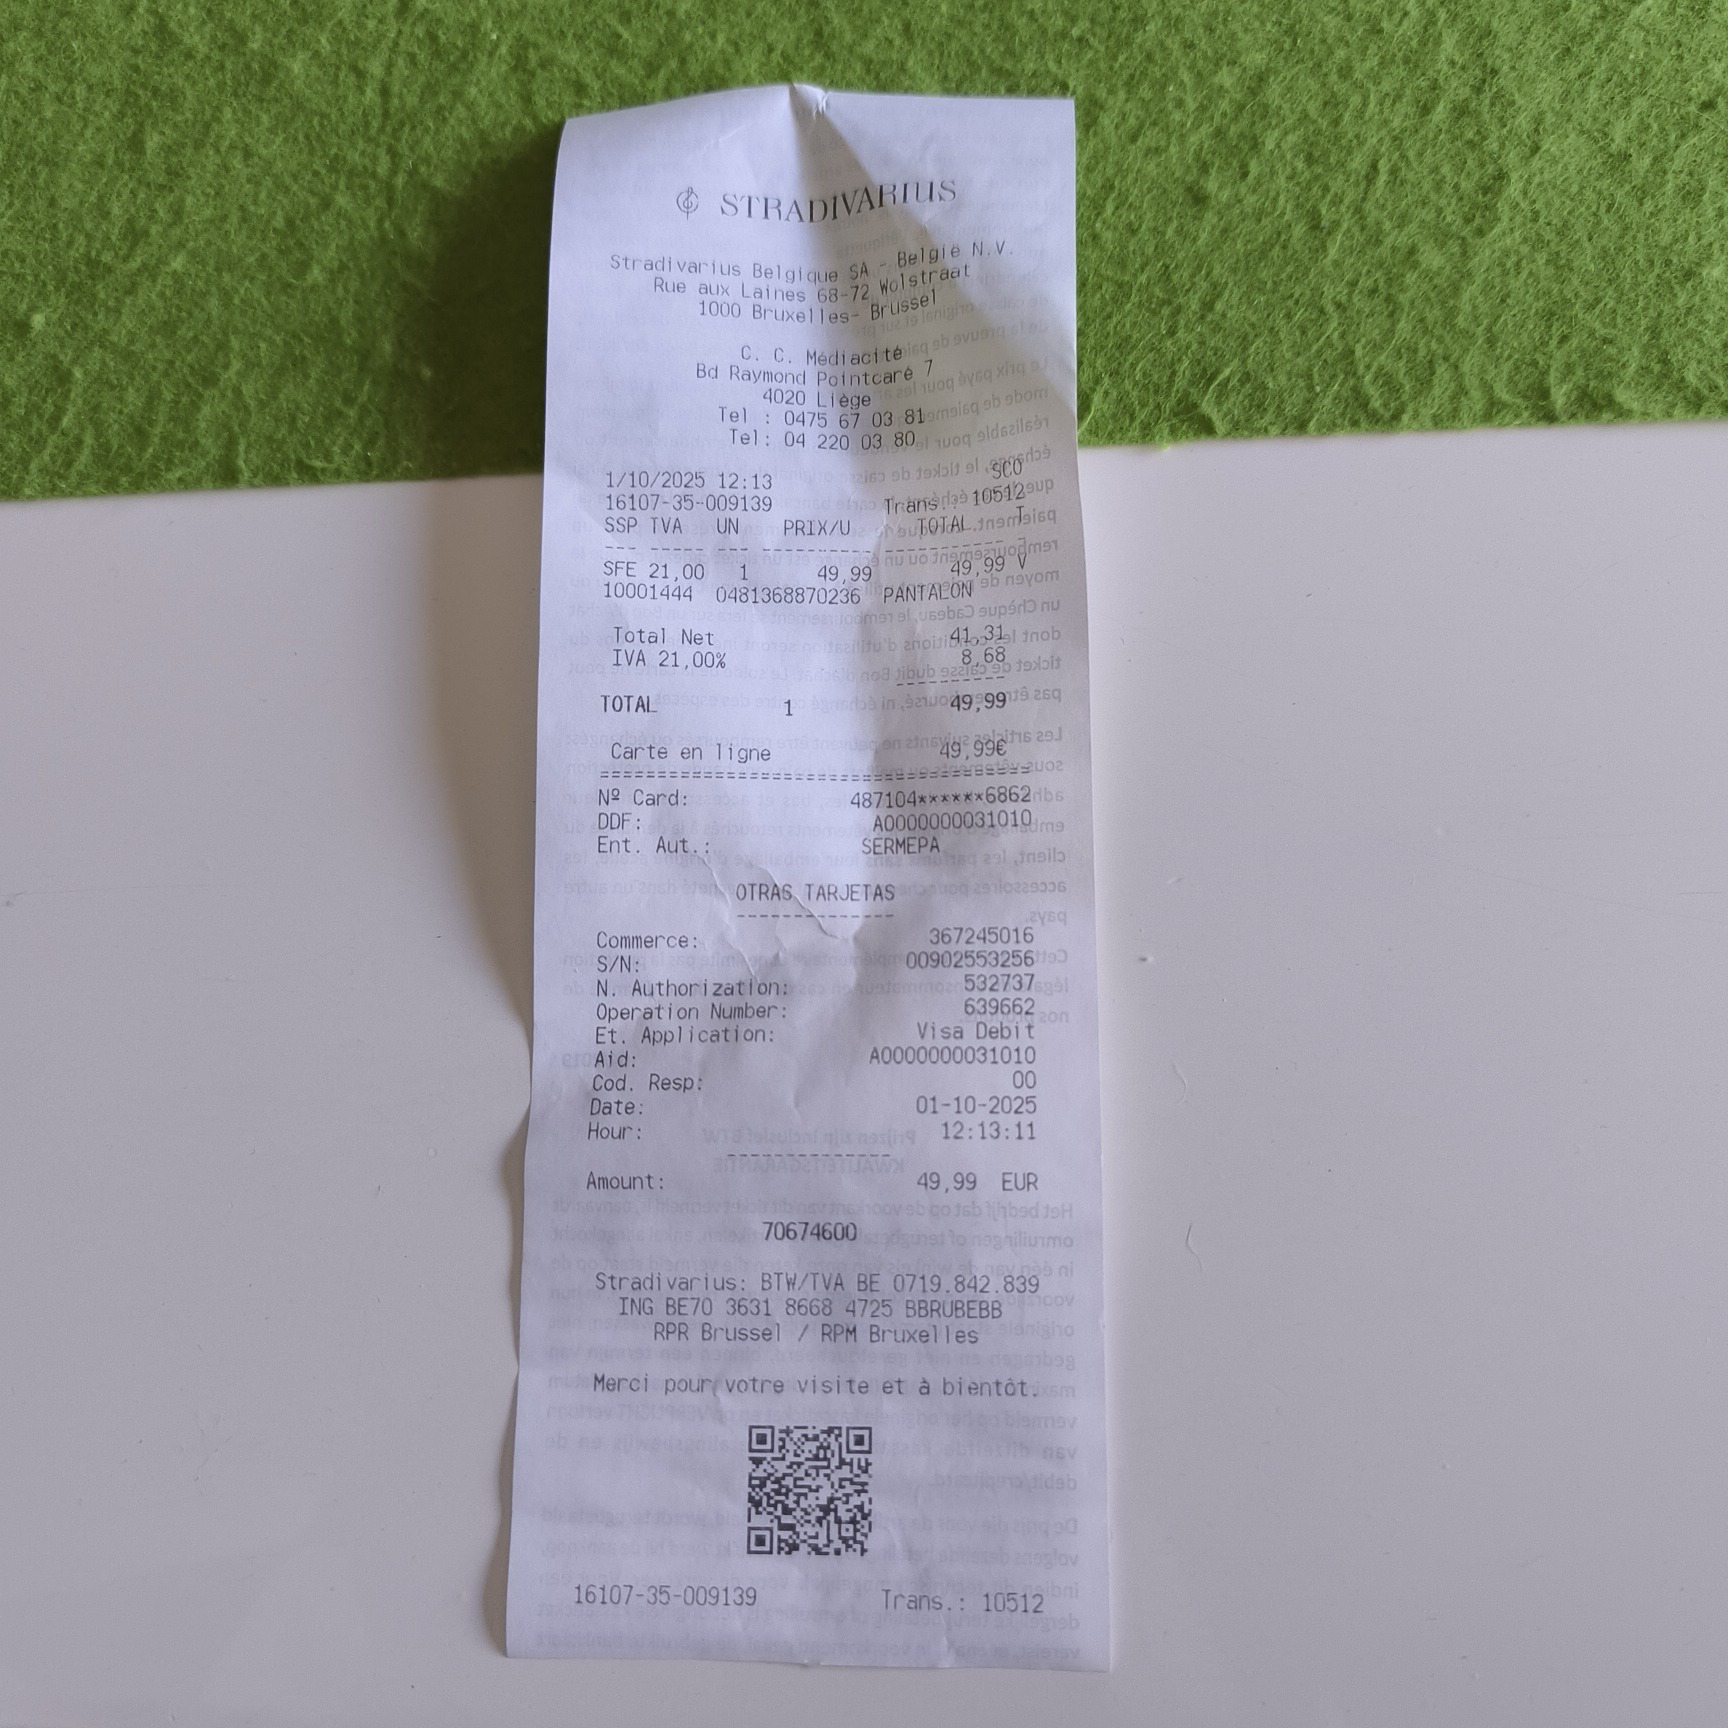 STRADIVARIUS
Stradivarius Belgique SA - België N.V.
Rue aux Laines 68-72 Wolstraat
1000 Bruxelles- Brussel
C. C. Médiacité
Bd Raymond Pointcaré 7
4020 Liège
Tel : 0475 67 03 81
Tel: 04 220 03 80
1/10/2025 12:13 SCO
16107-35-009139 Trans.: 10512
SSP TVA UN PRIX/U TOTAL T
--- ----- --- ---------- ----------- -
SFE 21,00 1 49,99 49,99 V
10001444 0481368870236 PANTALON
Total Net 41,31
IVA 21,00% 8,68
----------
TOTAL 1 49,99
Carte en ligne 49,99€
======================================
Nº Card: 487104******6862
DDF: A0000000031010
Ent. Aut.: SERMEPA
OTRAS TARJETAS
--------------
Commerce: 367245016
S/N: 00902553256
N. Authorization: 532737
Operation Number: 639662
Et. Application: Visa Debit
Aid: A0000000031010
Cod. Resp: 00
Date: 01-10-2025
Hour: 12:13:11
--------------
Amount: 49,99 EUR
70674600
Stradivarius: BTW/TVA BE 0719.842.839
ING BE70 3631 8668 4725 BBRUBEBB
RPR Brussel / RPM Bruxelles
Merci pour votre visite et à bientôt.
16107-35-009139 Trans.: 10512